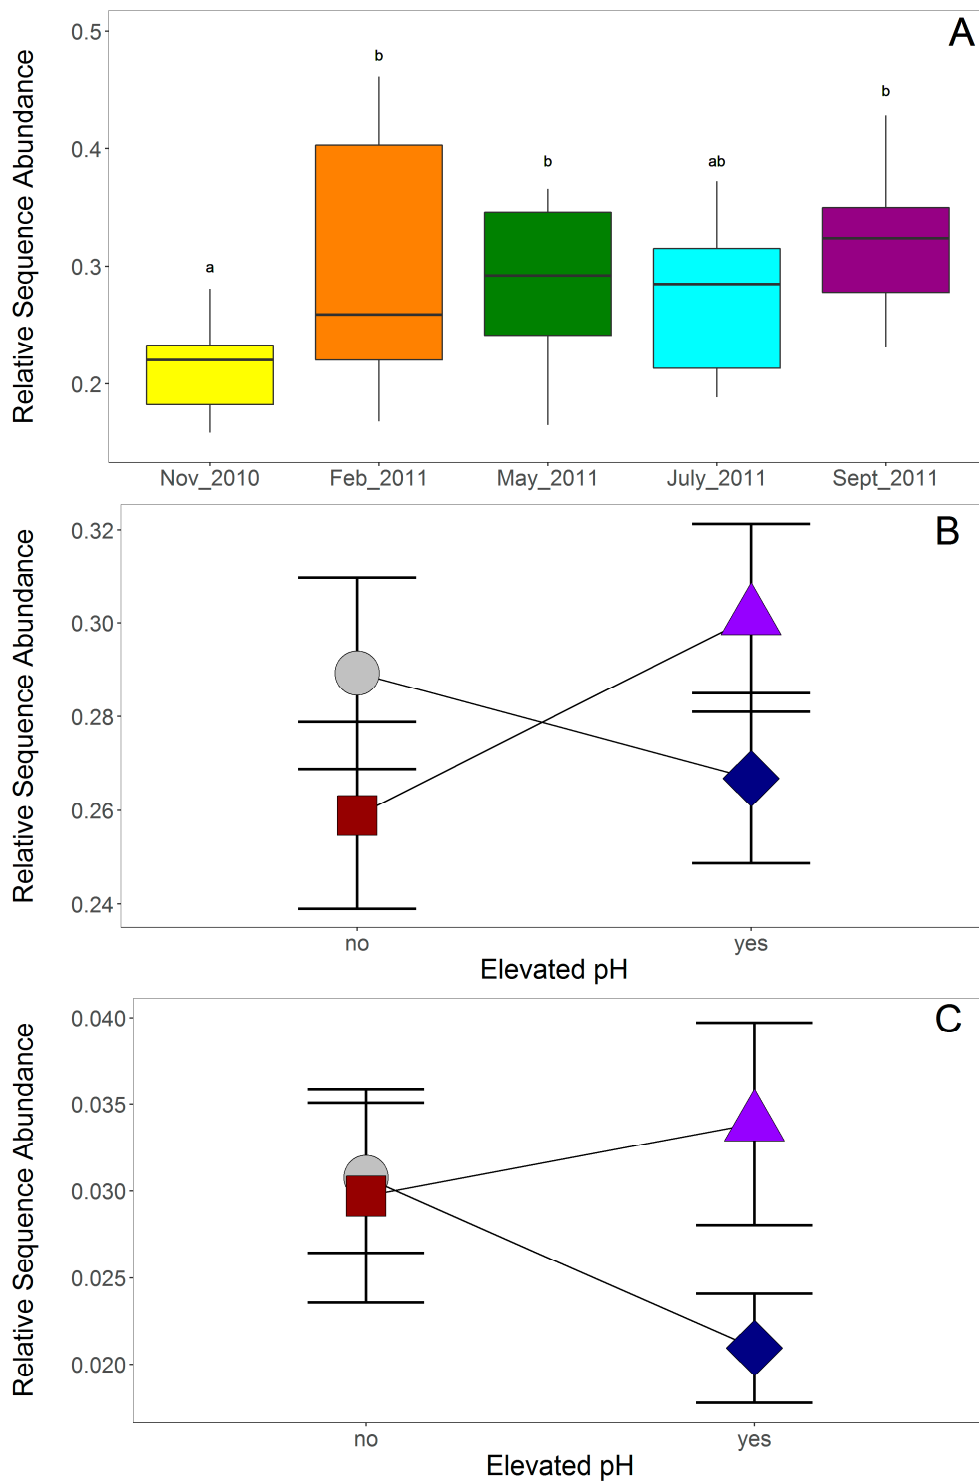 A
Relative Sequence Abundance
0.5
0.4
0.3
0.2
a
b
b
ab
b
Nov_2010
Feb_2011
May_2011
July_2011
Sept_2011
B
Relative Sequence Abundance
0.32
0.30
0.28
0.26
0.24
no
yes
Elevated pH
C
Relative Sequence Abundance
0.040
0.035
0.030
0.025
0.020
no
yes
Elevated pH